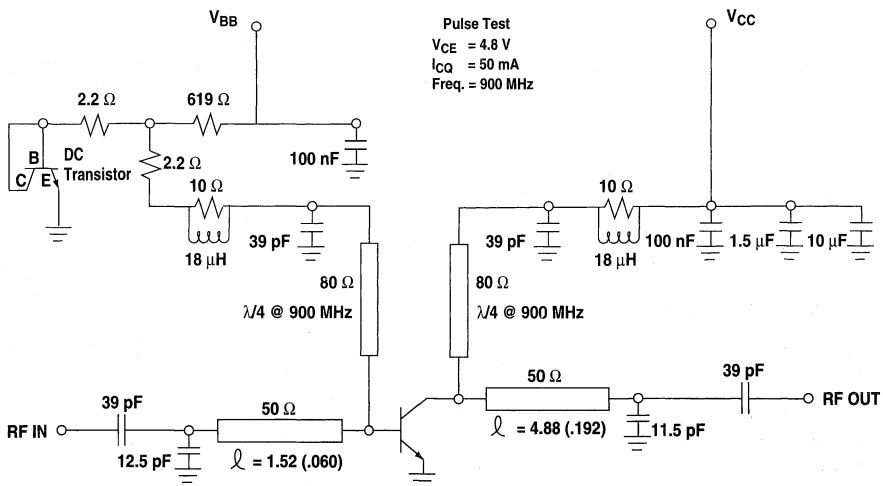 V_BB
Pulse Test
V_CE = 4.8 V
I_CQ = 50 mA
Freq. = 900 MHz
V_CC
2.2 Ω
619 Ω
B
C
E
DC
Transistor
2.2 Ω
100 nF
10 Ω
18 μH
39 pF
10 Ω
39 pF
18 μH
100 nF
1.5 μF
10 μF
80 Ω
λ/4 @ 900 MHz
80 Ω
λ/4 @ 900 MHz
RF IN
39 pF
12.5 pF
50 Ω
ℓ = 1.52 (.060)
50 Ω
ℓ = 4.88 (.192)
11.5 pF
39 pF
RF OUT